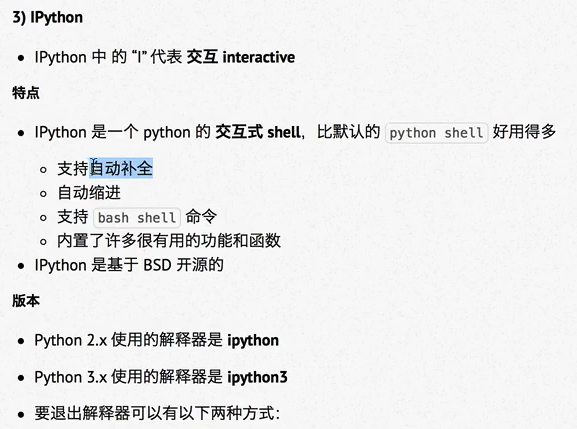 3) IPython
• IPython 中 的 “I” 代表 交互 interactive
特点
• IPython 是一个 python 的 交互式 shell，比默认的 python shell 好用得多
◦ 支持自动补全
◦ 自动缩进
◦ 支持 bash shell 命令
◦ 内置了许多很有用的功能和函数
• IPython 是基于 BSD 开源的
版本
• Python 2.x 使用的解释器是 ipython
• Python 3.x 使用的解释器是 ipython3
• 要退出解释器可以有以下两种方式：